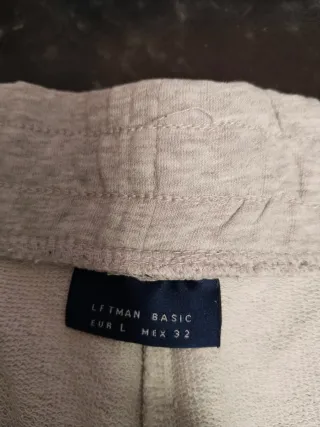 LFTMAN BASIC
EUR L MEX 32